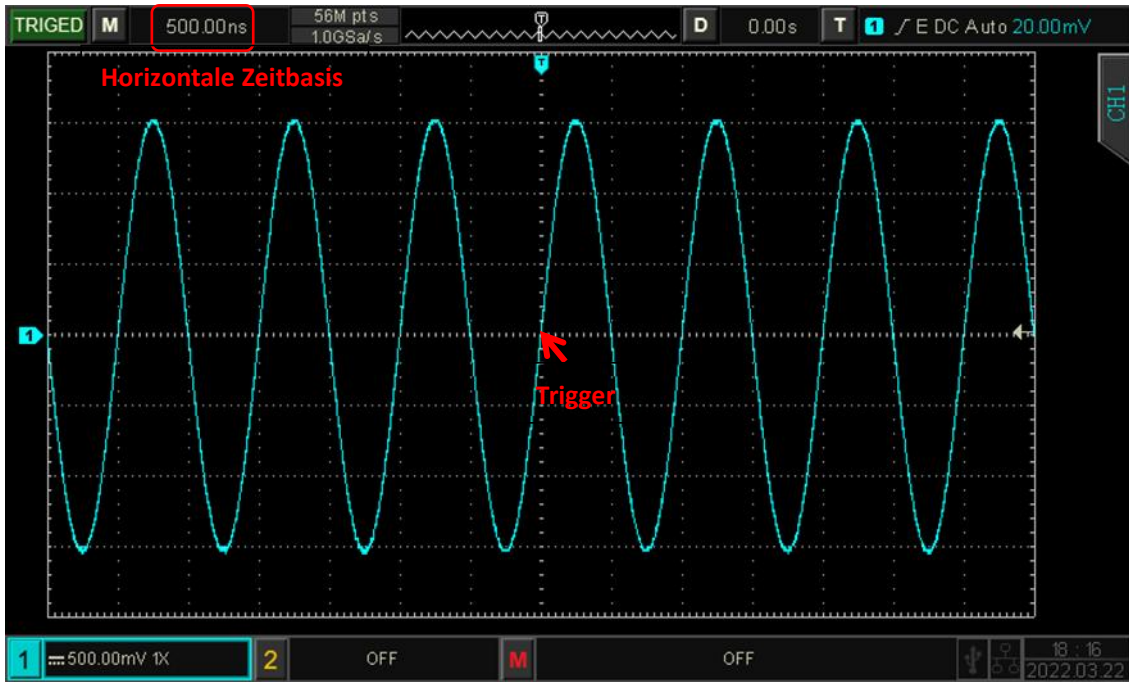 TRIGED M 500.00ns 56M pts T D 0.00s T 1 E DC Auto 20.00mV
1.0GSa/s
Horizontale Zeitbasis
T
CH1
1
Trigger
1 500.00mV 1X 2 OFF M OFF 18 : 16
2022.03.22